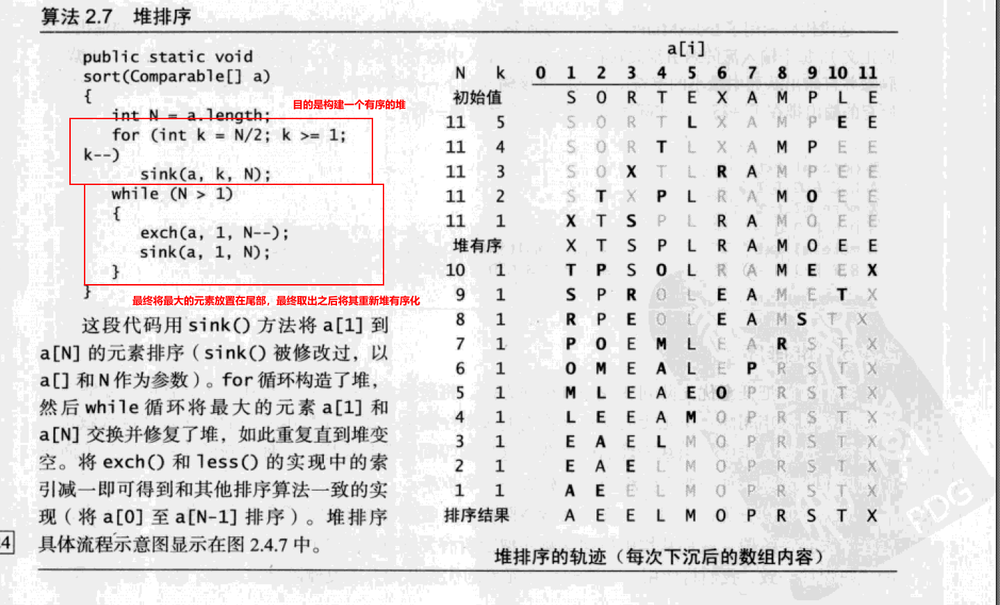 算法 2.7 堆排序
public static void
sort(Comparable[] a)
{
目的是构建一个有序的堆
int N = a.length;
for (int k = N/2; k >= 1;
k--)
sink(a, k, N);
while (N > 1)
{
exch(a, 1, N--);
sink(a, 1, N);
}
}
最终将最大的元素放置在尾部，最终取出之后将其重新堆有序化
这段代码用 sink() 方法将 a[1] 到
a[N] 的元素排序（sink() 被修改过，以
a[] 和 N 作为参数）。for 循环构造了堆，
然后 while 循环将最大的元素 a[1] 和
a[N] 交换并修复了堆，如此重复直到堆变
空。将 exch() 和 less() 的实现中的索
引减一即可得到和其他排序算法一致的实
现（将 a[0] 至 a[N-1] 排序）。堆排序
具体流程示意图显示在图 2.4.7 中。
4
a[i]
N k 0 1 2 3 4 5 6 7 8 9 10 11
初始值 S O R T E X A M P L E
11 5 S O R T L X A M P E E
11 4 S O R T L X A M P E E
11 3 S O X T L R A M P E E
11 2 S T X P L R A M O E E
11 1 X T S P L R A M O E E
堆有序 X T S P L R A M O E E
10 1 T P S O L R A M E E X
9 1 S P R O L E A M E T X
8 1 R P E O L E A M S T X
7 1 P O E M L E A R S T X
6 1 O M E A L E P R S T X
5 1 M L E A E O P R S T X
4 1 L E E A M O P R S T X
3 1 E A E L M O P R S T X
2 1 E A E L M O P R S T X
1 1 A E E L M O P R S T X
排序结果 A E E L M O P R S T X
堆排序的轨迹（每次下沉后的数组内容）
PDG